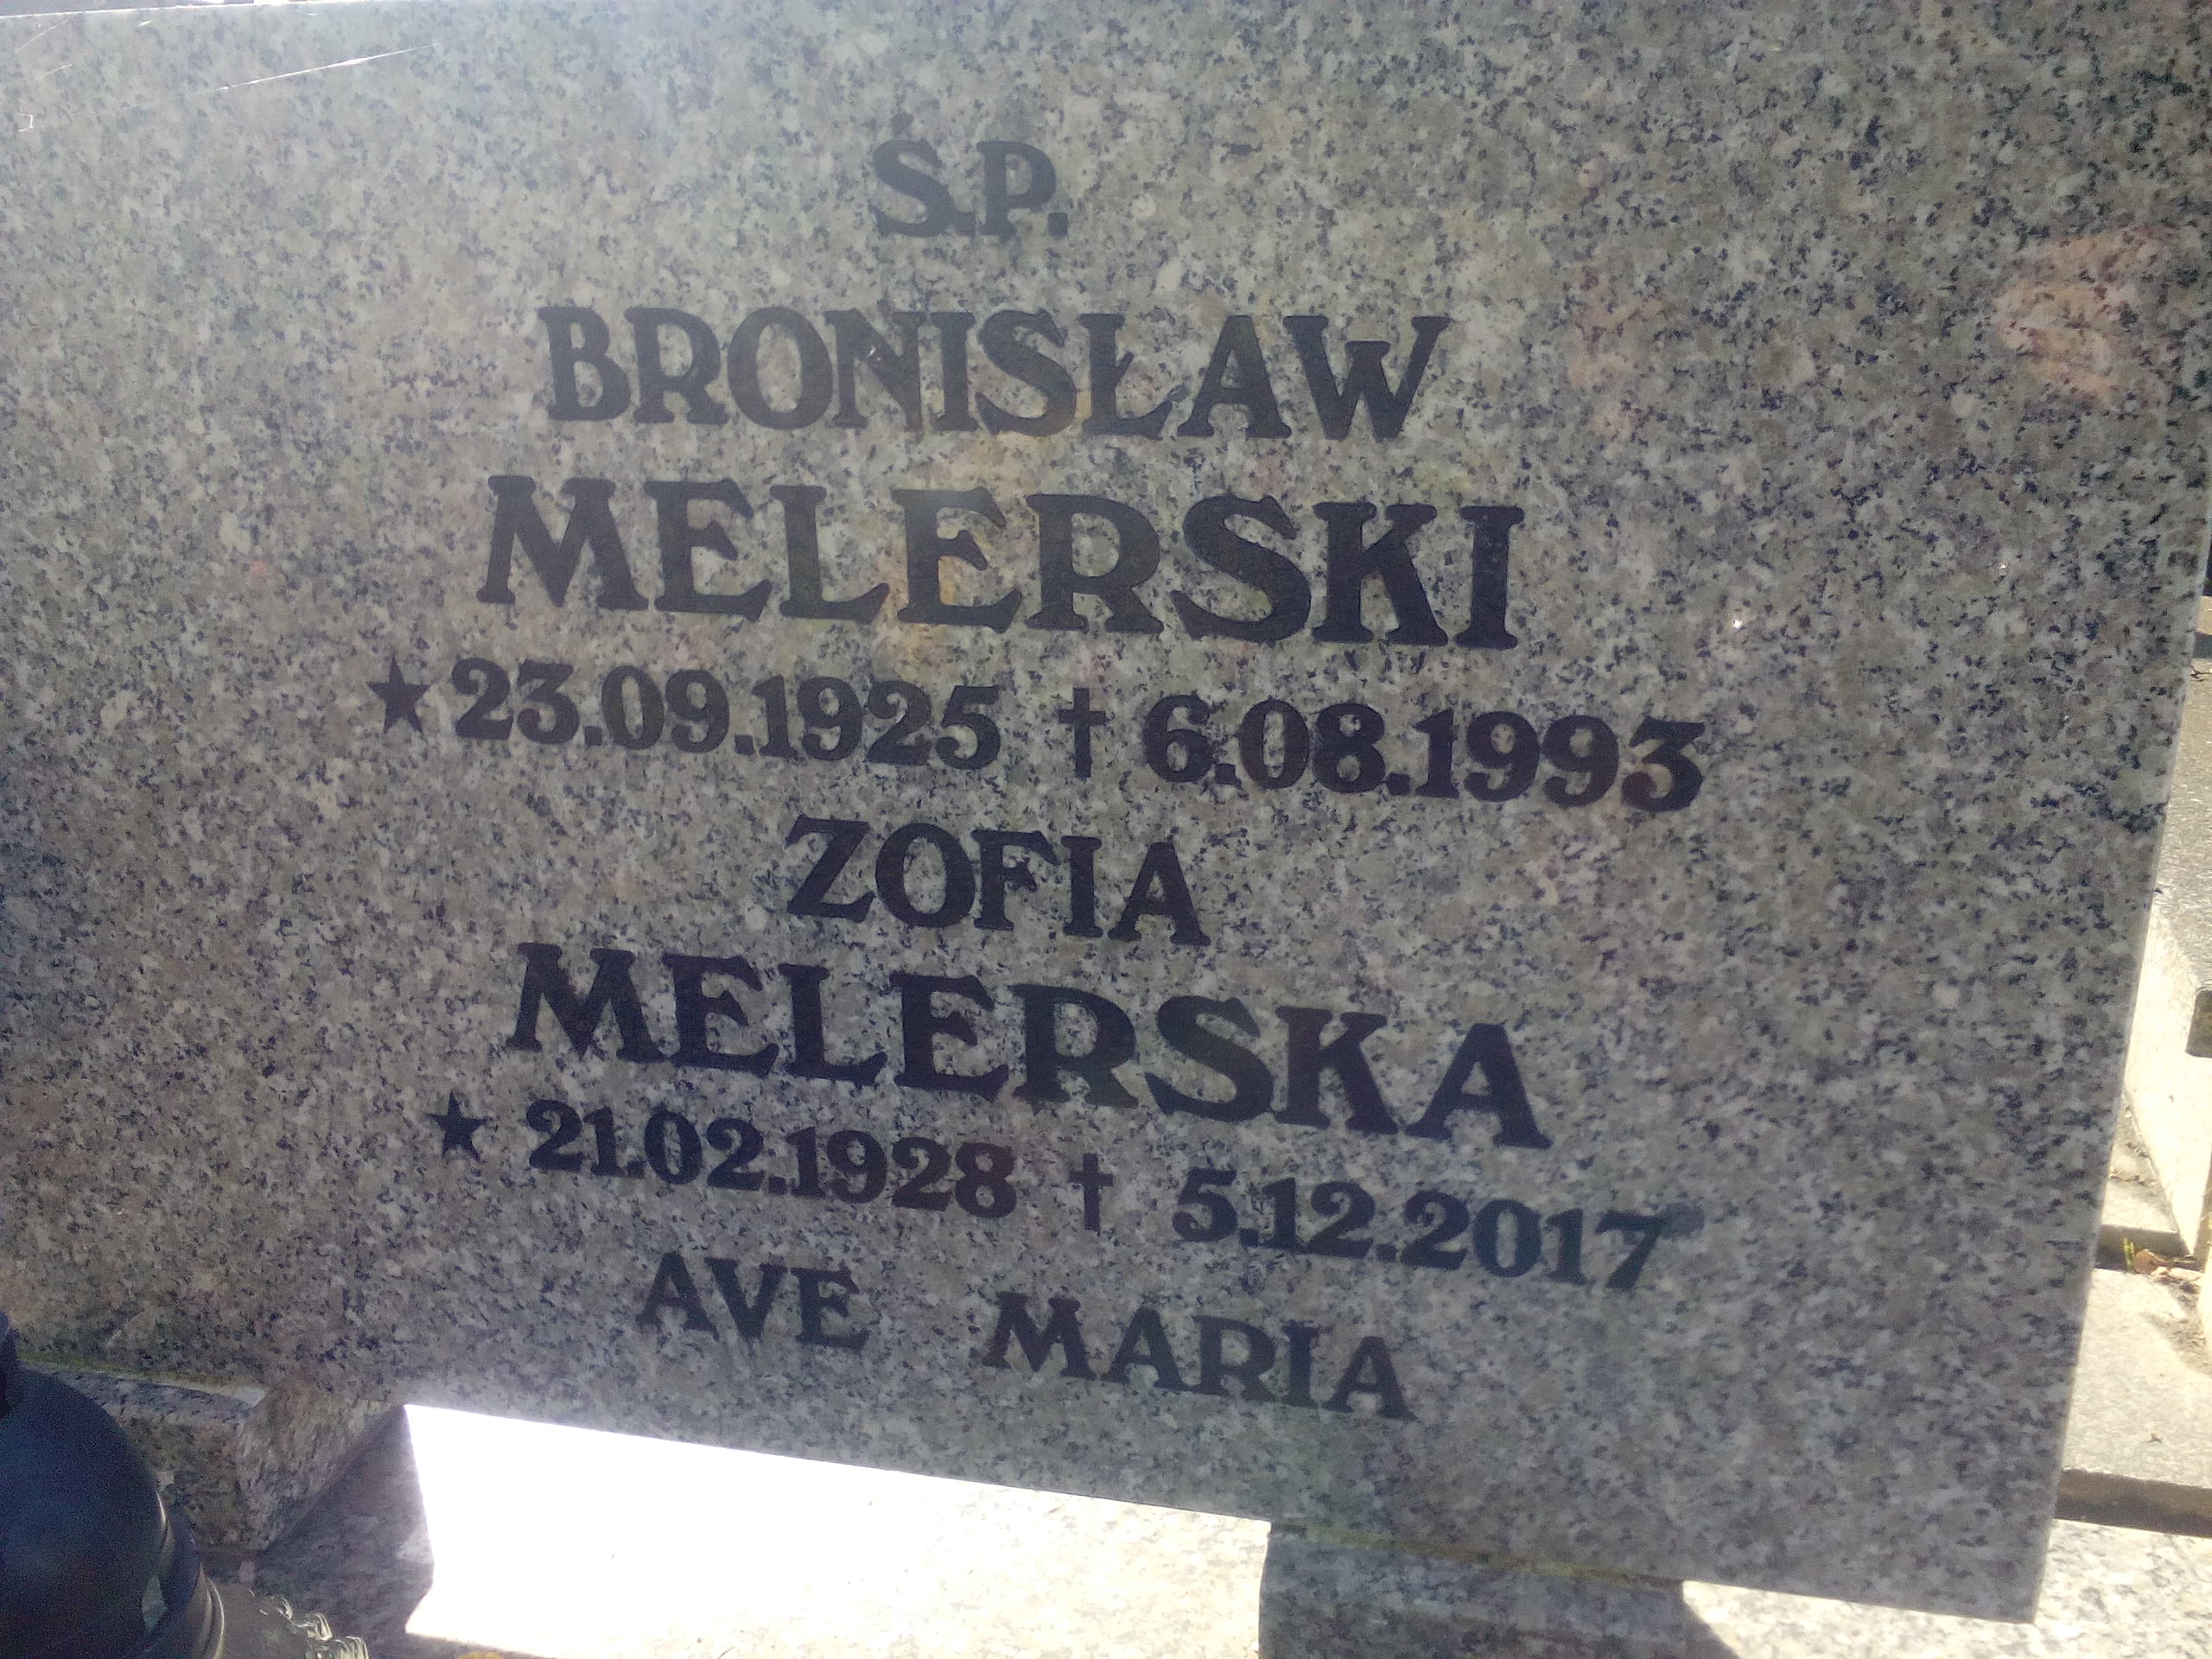 Ś.P.
BRONISŁAW
MELERSKI
★ 23.09.1925 † 6.08.1993
ZOFIA
MELERSKA
★ 21.02.1928 † 5.12.2017
AVE MARIA